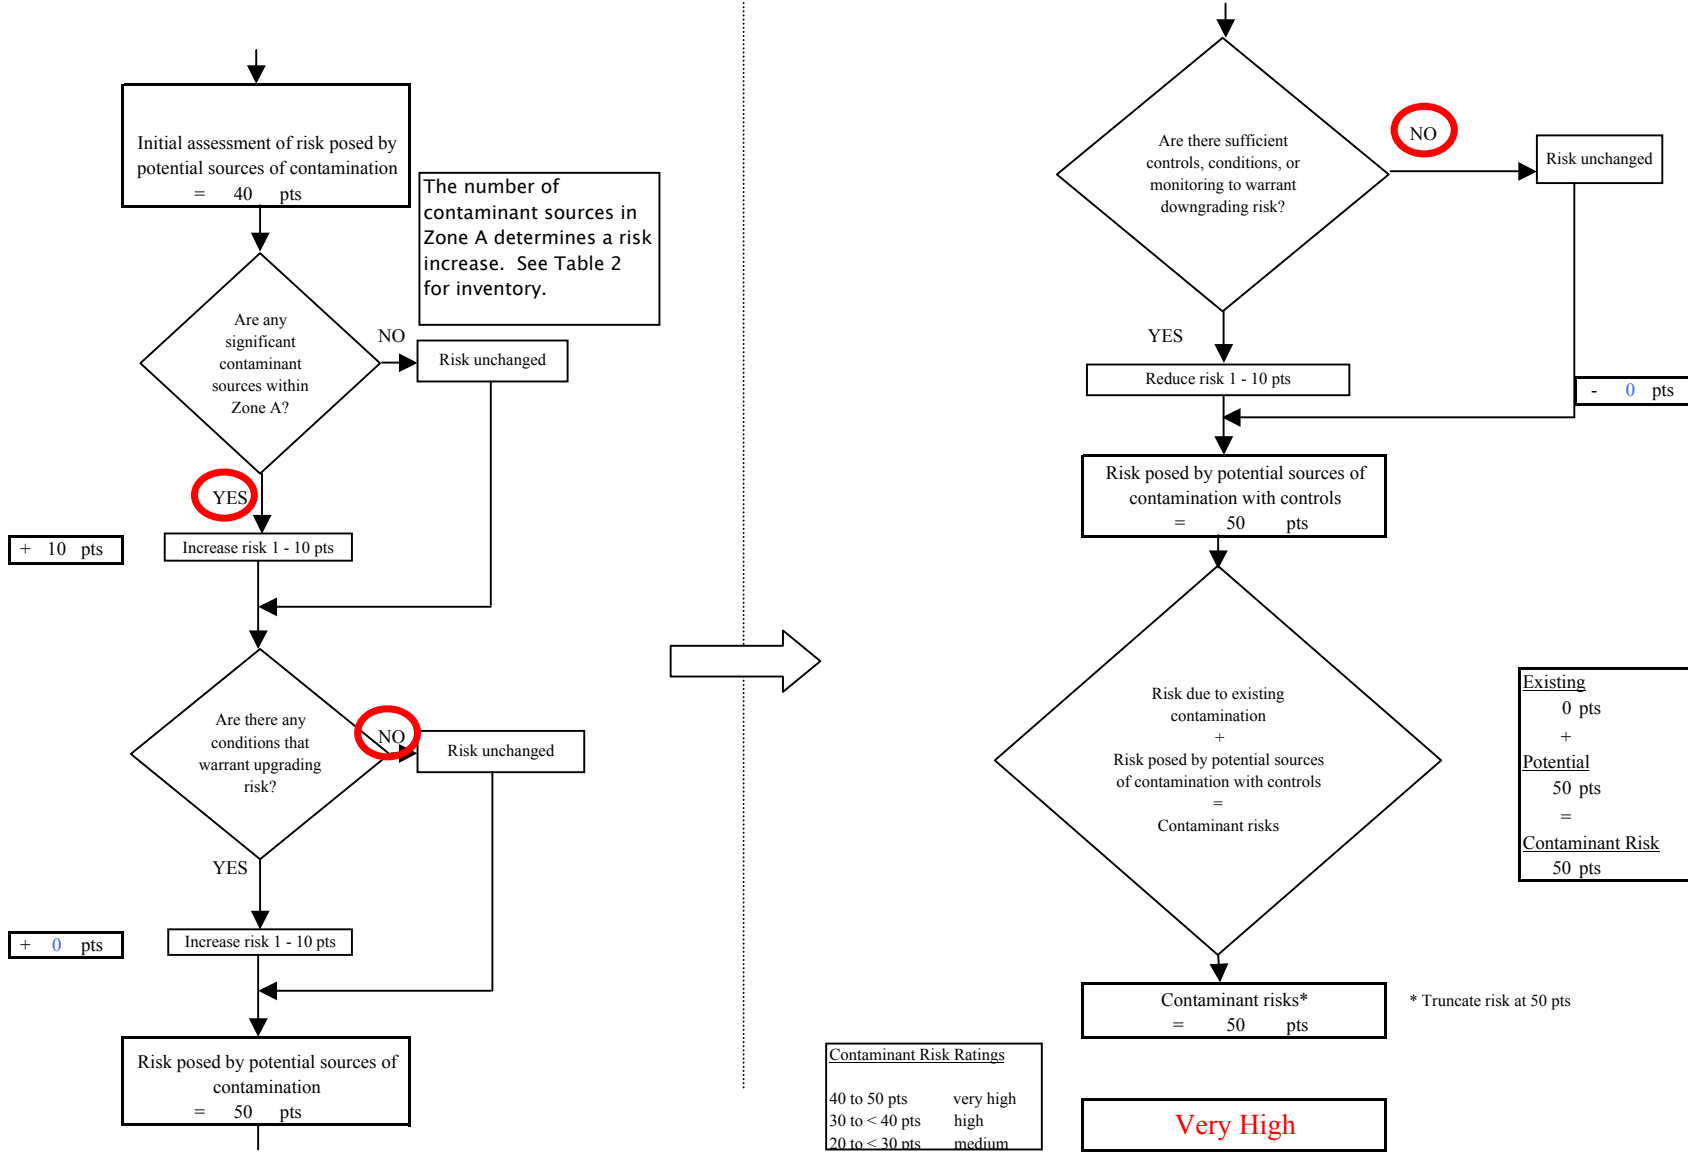 Initial assessment of risk posed by
potential sources of contamination
= 40 pts
The number of
contaminant sources in
Zone A determines a risk
increase. See Table 2
for inventory.
Are any
significant
contaminant
sources within
Zone A?
NO
Risk unchanged
YES
+ 10 pts
Increase risk 1 - 10 pts
Are there any
conditions that
warrant upgrading
risk?
NO
Risk unchanged
YES
+ 0 pts
Increase risk 1 - 10 pts
Risk posed by potential sources of
contamination
= 50 pts
Are there sufficient
controls, conditions, or
monitoring to warrant
downgrading risk?
NO
Risk unchanged
YES
Reduce risk 1 - 10 pts
- 0 pts
Risk posed by potential sources of
contamination with controls
= 50 pts
Risk due to existing
contamination
+
Risk posed by potential sources
of contamination with controls
=
Contaminant risks
Existing
0 pts
+
Potential
50 pts
=
Contaminant Risk
50 pts
Contaminant risks*
= 50 pts
* Truncate risk at 50 pts
Contaminant Risk Ratings
40 to 50 pts very high
30 to < 40 pts high
20 to < 30 pts medium
Very High